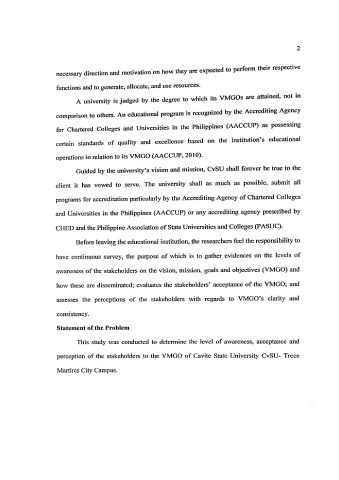 2
necessary direction and motivation on how they are expected to perform their respective
functions and to generate, allocate, and use resources.
A university is judged by the degree to which its VMGOs are attained, not in
comparison to others. An educational program is recognized by the Accrediting Agency
for Chartered Colleges and Universities in the Philippines (AACCUP) as possessing
certain standards of quality and excellence based on the institution's educational
operations in relation to its VMGO (AACCUP, 2010).
Guided by the university's vision and mission, CvSU shall forever be true to the
client it has vowed to serve. The university shall as much as possible, submit all
programs for accreditation particularly by the Accrediting Agency of Chartered Colleges
and Universities in the Philippines (AACCUP) or any accrediting agency prescribed by
CHED and the Philippine Association of State Universities and Colleges (PASUC).
Before leaving the educational institution, the researchers feel the responsibility to
have continuous survey, the purpose of which is to gather evidences on the levels of
awareness of the stakeholders on the vision, mission, goals and objectives (VMGO) and
how these are disseminated; evaluates the stakeholders' acceptance of the VMGO; and
assesses the perceptions of the stakeholders with regards to VMGO's clarity and
consistency.
Statement of the Problem
This study was conducted to determine the level of awareness, acceptance and
perception of the stakeholders to the VMGO of Cavite State University CvSU- Trece
Martires City Campus.